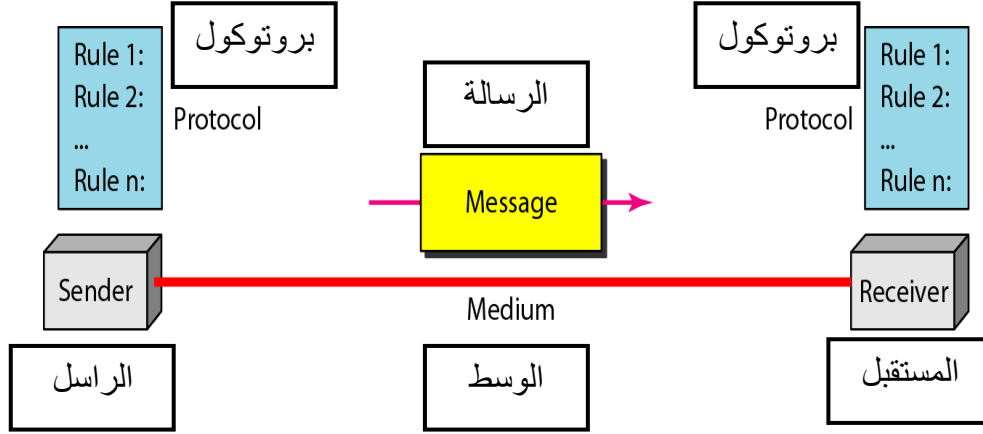 Rule 1:
Rule 2:
...
Rule n:
بروتوكول
Protocol
الرسالة
Message
بروتوكول
Protocol
Rule 1:
Rule 2:
...
Rule n:
Sender
Medium
Receiver
الراسل
الوسط
المستقبل